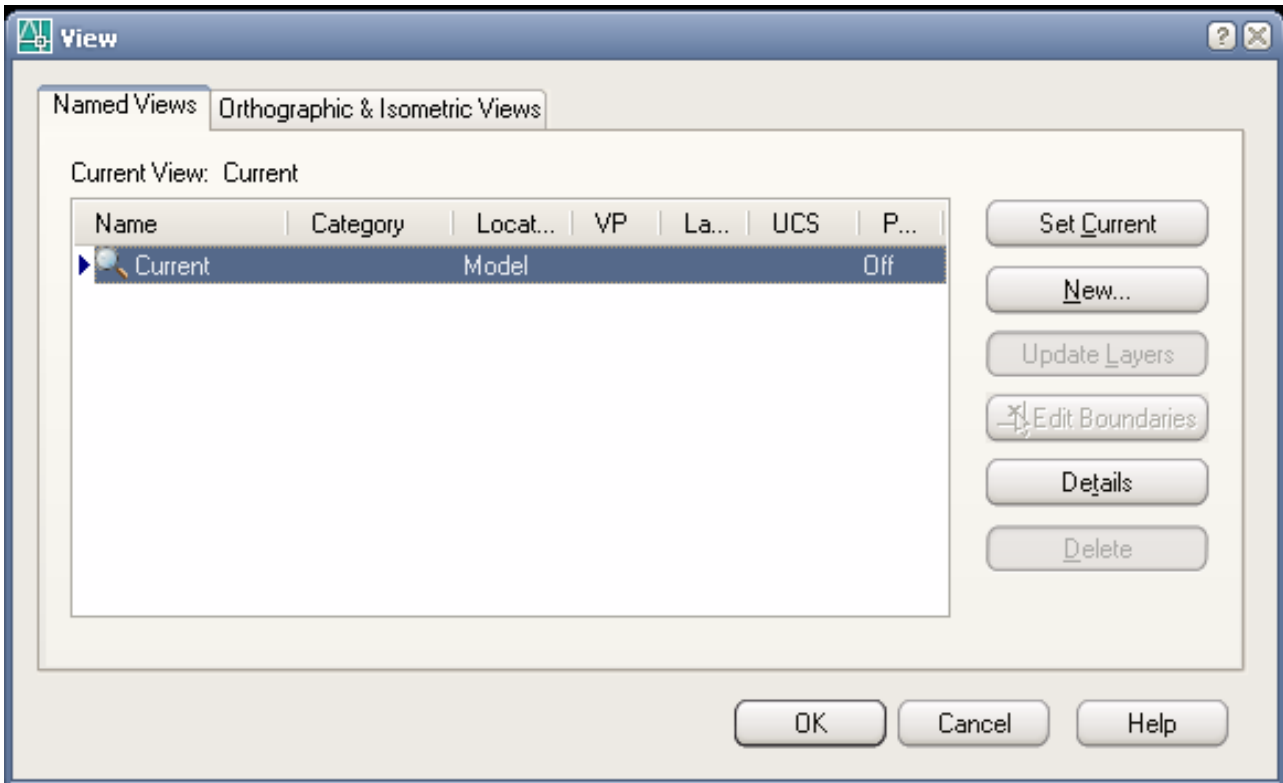 View
Named Views
Orthographic & Isometric Views
Current View: Current
Name Category Locat... VP La... UCS P...
Current Model Off
Set Current
New...
Update Layers
Edit Boundaries
Details
Delete
OK Cancel Help